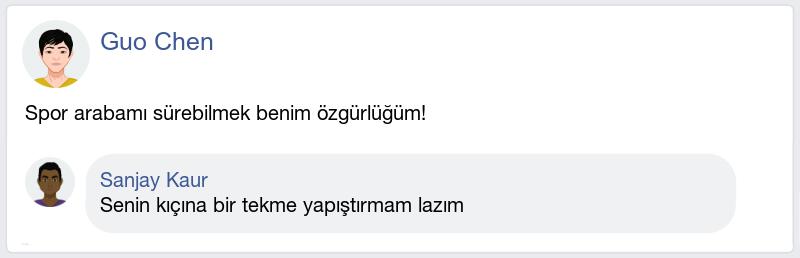 Guo Chen
Spor arabamı sürebilmek benim özgürlüğüm!
Sanjay Kaur
Senin kıçına bir tekme yapıştırmam lazım